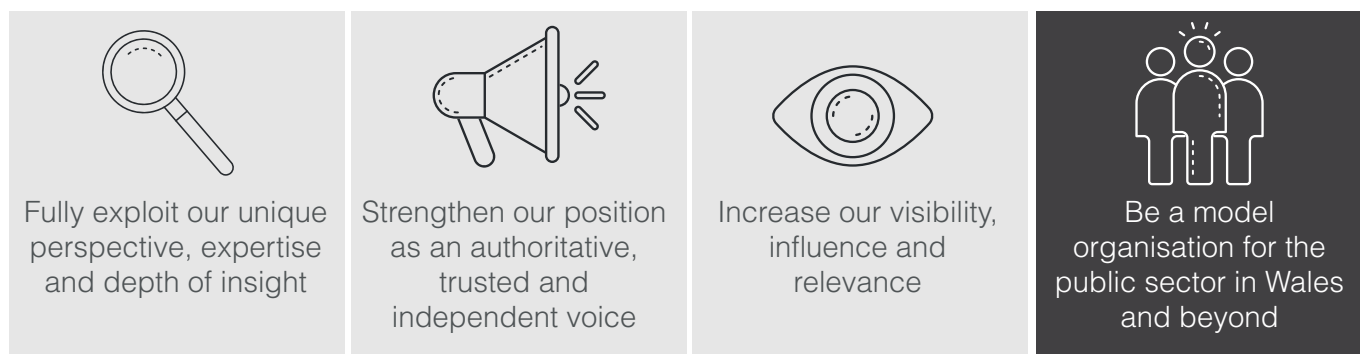 Fully exploit our unique
perspective, expertise
and depth of insight
Strengthen our position
as an authoritative,
trusted and
independent voice
Increase our visibility,
influence and
relevance
Be a model
organisation for the
public sector in Wales
and beyond